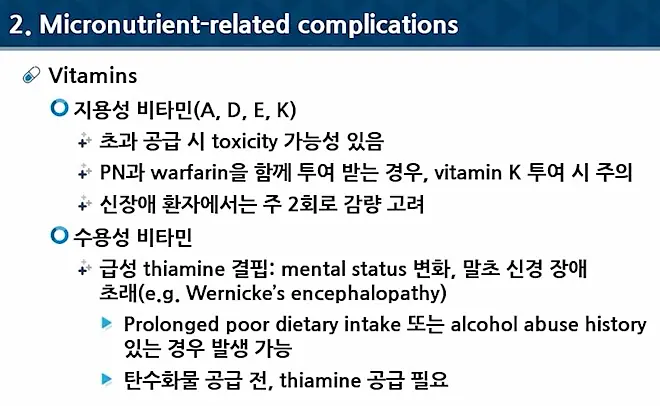 2. Micronutrient-related complications
Vitamins
지용성 비타민(A, D, E, K)
초과 공급 시 toxicity 가능성 있음
PN과 warfarin을 함께 투여 받는 경우, vitamin K 투여 시 주의
신장애 환자에서는 주 2회로 감량 고려
수용성 비타민
급성 thiamine 결핍: mental status 변화, 말초 신경 장애
초래(e.g. Wernicke's encephalopathy)
Prolonged poor dietary intake 또는 alcohol abuse history
있는 경우 발생 가능
탄수화물 공급 전, thiamine 공급 필요